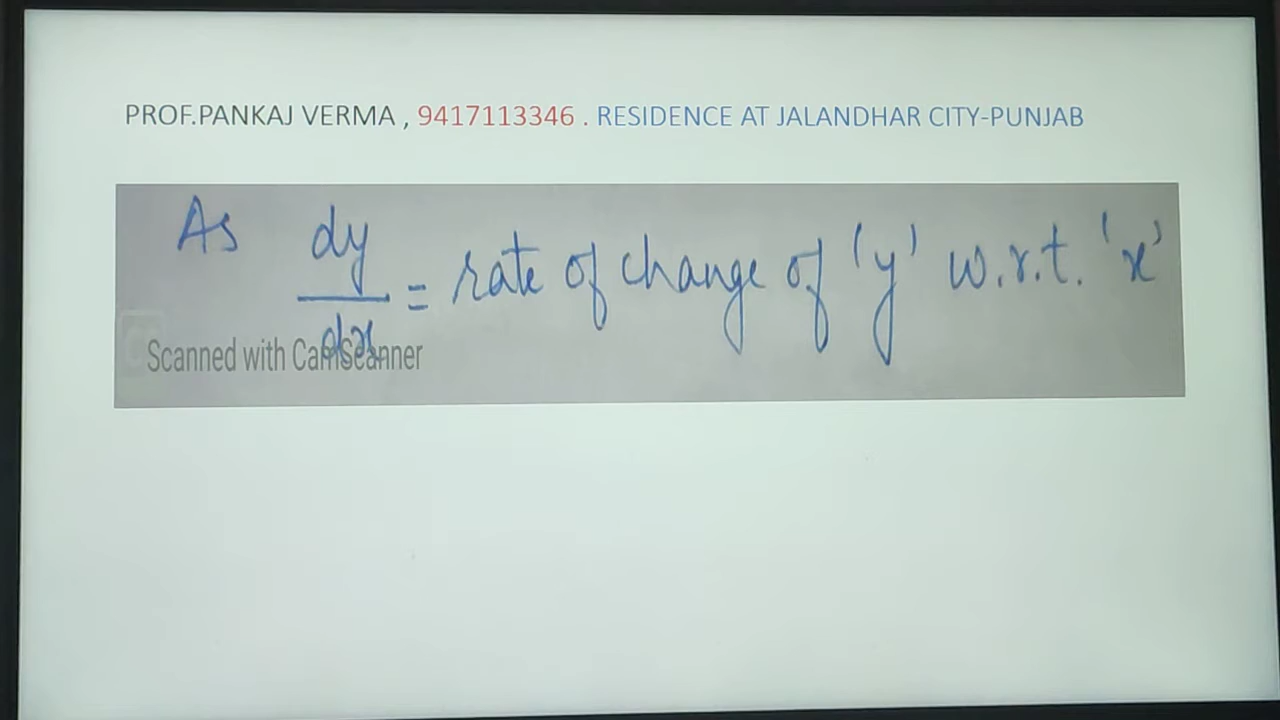 PROF.PANKAJ VERMA , 9417113346 . RESIDENCE AT JALANDHAR CITY-PUNJAB
As dy/dx = rate of change of 'y' w.r.t. 'x'
Scanned with CamScanner